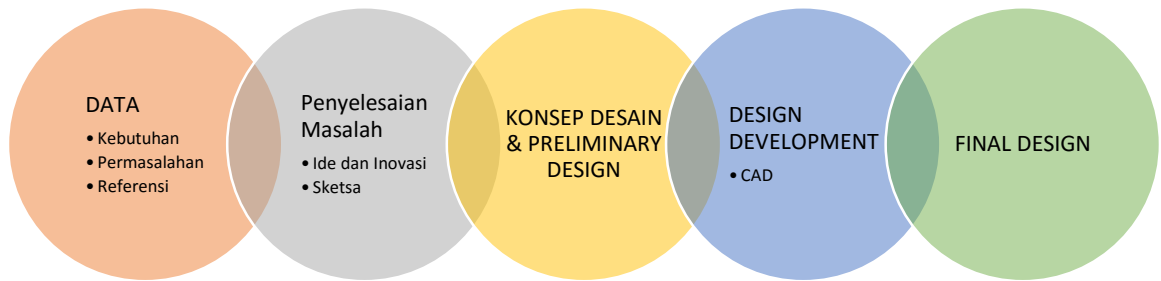 DATA
• Kebutuhan
• Permasalahan
• Referensi
Penyelesaian
Masalah
• Ide dan Inovasi
• Sketsa
KONSEP DESAIN
& PRELIMINARY
DESIGN
DESIGN
DEVELOPMENT
• CAD
FINAL DESIGN